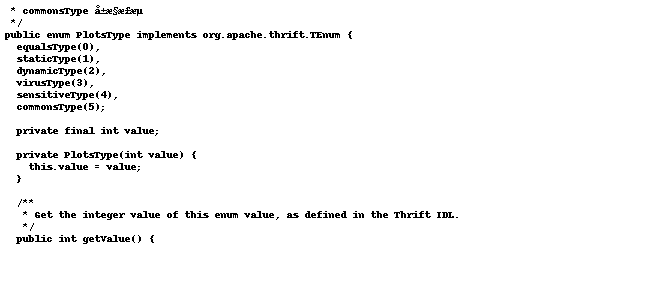 * commonsType å±æ§æ£æµ
*/
public enum PlotsType implements org.apache.thrift.TEnum {
equalsType(0),
staticType(1),
dynamicType(2),
virusType(3),
sensitiveType(4),
commonsType(5);
private final int value;
private PlotsType(int value) {
this.value = value;
}
/**
* Get the integer value of this enum value, as defined in the Thrift IDL.
*/
public int getValue() {